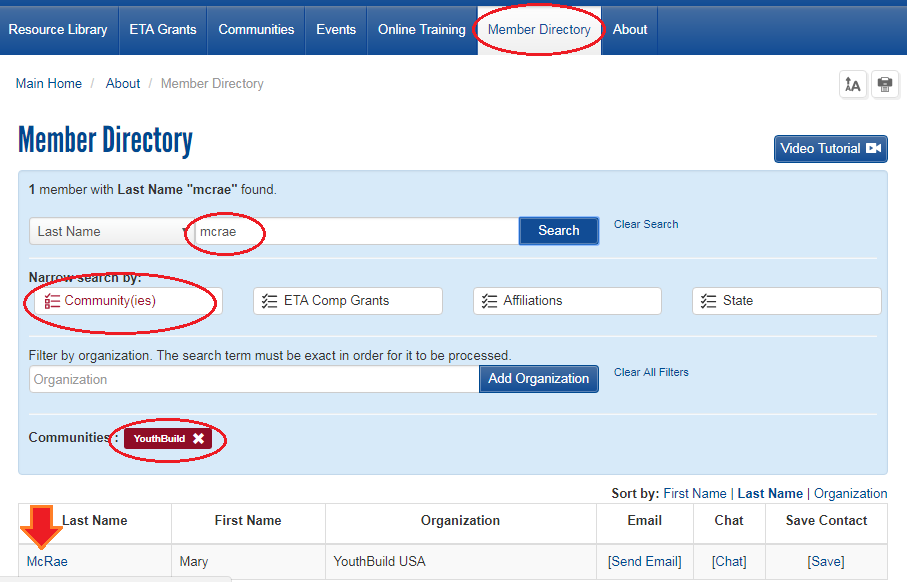 Resource Library ETA Grants Communities Events Online Training Member Directory About
Main Home / About / Member Directory
Member Directory
Video Tutorial
1 member with Last Name "mcrae" found.
Last Name mcrae Search Clear Search
Narrow search by:
Community(ies) ETA Comp Grants Affiliations State
Filter by organization. The search term must be exact in order for it to be processed.
Organization Add Organization Clear All Filters
Communities : YouthBuild
Sort by: First Name | Last Name | Organization
Last Name First Name Organization Email Chat Save Contact
McRae Mary YouthBuild USA [Send Email] [Chat] [Save]